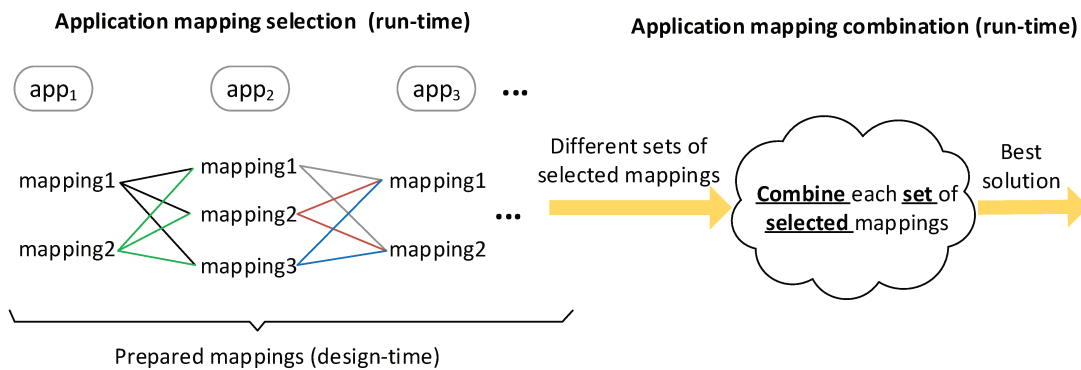 Application mapping selection (run-time)
Application mapping combination (run-time)
app₁
app₂
app₃
...
mapping1
mapping2
mapping1
mapping2
mapping3
mapping1
mapping2
...
Different sets of
selected mappings
Combine each set of
selected mappings
Best
solution
Prepared mappings (design-time)